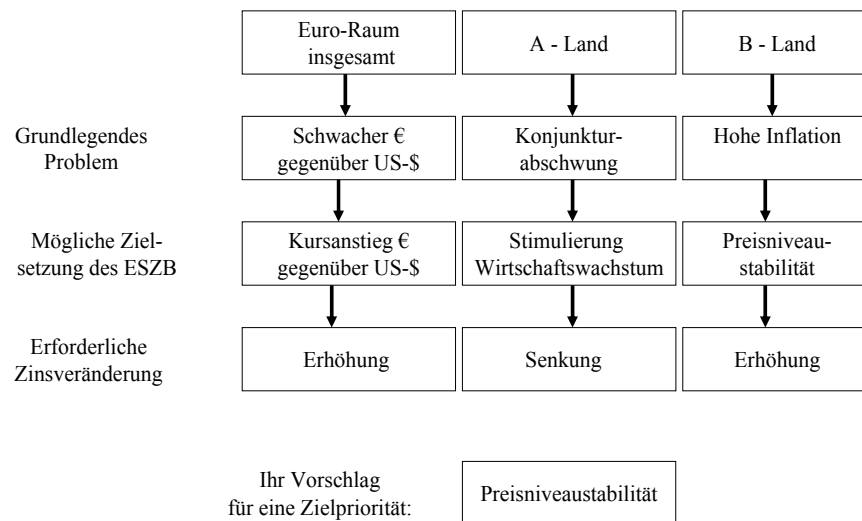 Euro-Raum
insgesamt
A - Land
B - Land
Grundlegendes
Problem
Schwacher €
gegenüber US-$
Konjunktur-
abschwung
Hohe Inflation
Mögliche Ziel-
setzung des ESZB
Kursanstieg €
gegenüber US-$
Stimulierung
Wirtschaftswachstum
Preisniveau-
stabilität
Erforderliche
Zinsveränderung
Erhöhung
Senkung
Erhöhung
Ihr Vorschlag
für eine Zielpriorität:
Preisniveaustabilität